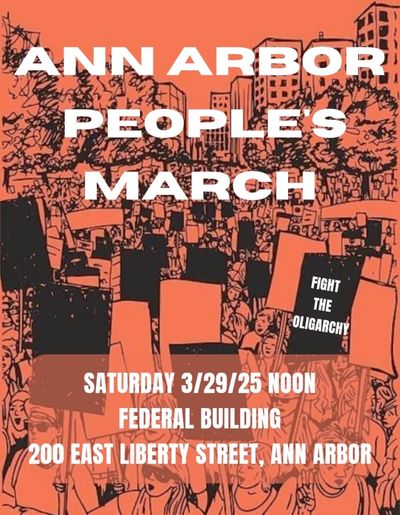 ANN ARBOR
PEOPLE'S
MARCH
FIGHT
THE
OLIGARCHY
SATURDAY 3/29/25 NOON
FEDERAL BUILDING
200 EAST LIBERTY STREET, ANN ARBOR